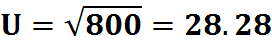 U = √800 = 28.28